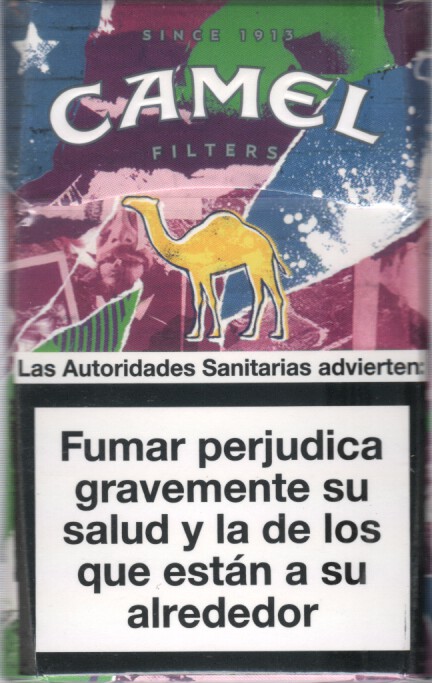 SINCE 1913
CAMEL
FILTERS
Las Autoridades Sanitarias advierten:
Fumar perjudica
gravemente su
salud y la de los
que están a su
alrededor